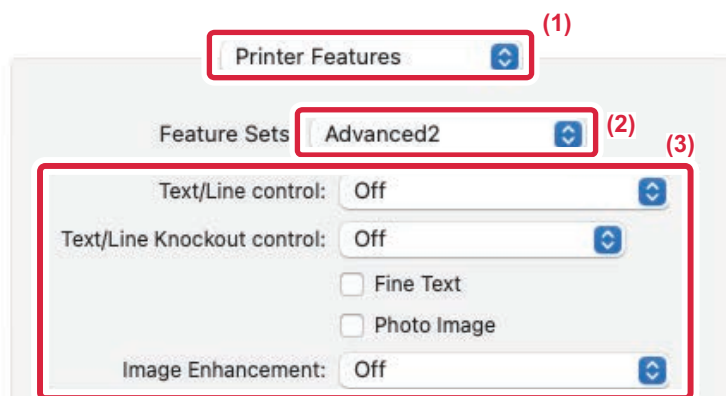 (1)
Printer Features
Feature Sets Advanced2 (2)
(3)
Text/Line control: Off
Text/Line Knockout control: Off
Fine Text
Photo Image
Image Enhancement: Off